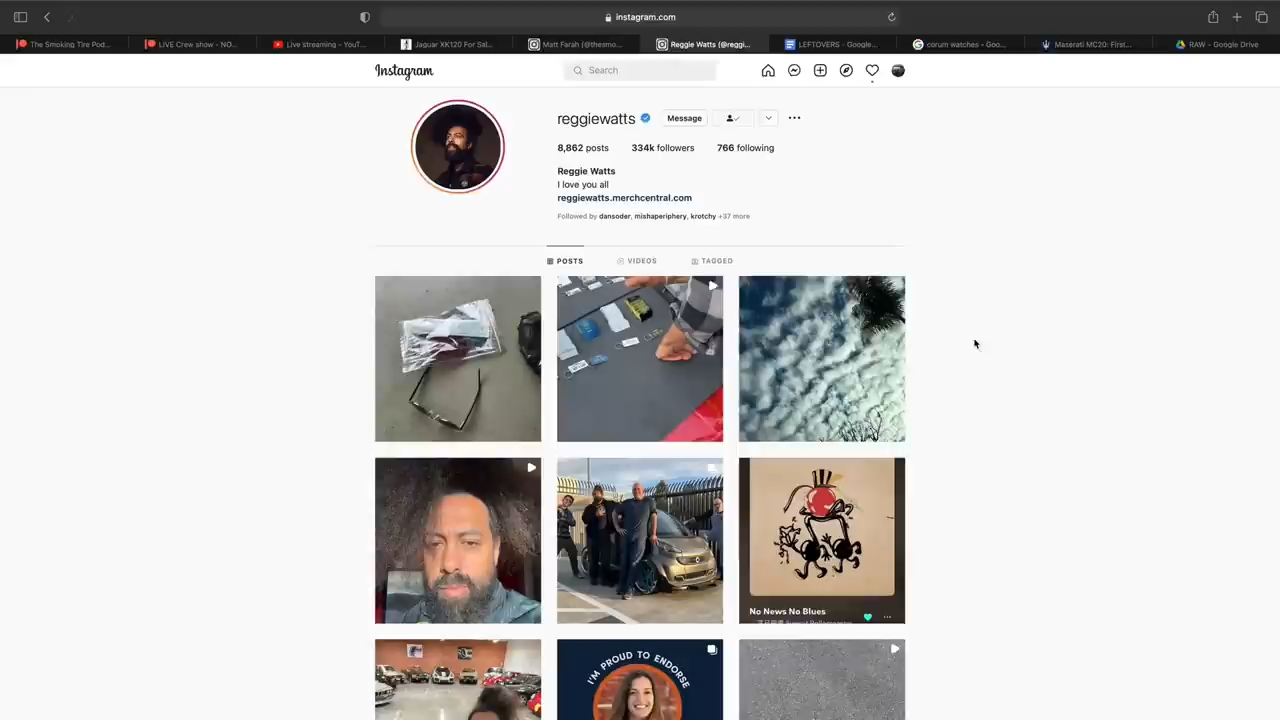 instagram.com
The Smoking Tire Pod...
LIVE Crew show - NO...
Live streaming – YouT...
Jaguar XK120 For Sal...
Matt Farah (@thesmo...
Reggie Watts (@reggi...
LEFTOVERS - Google...
corum watches - Goo...
Maserati MC20: First...
RAW – Google Drive
Instagram
Search
reggiewatts
Message
8,862 posts
334k followers
766 following
Reggie Watts
I love you all
reggiewatts.merchcentral.com
Followed by dansoder, mishaperiphery, krotchy +37 more
POSTS
VIDEOS
TAGGED
No News No Blues
I'M PROUD TO ENDORSE